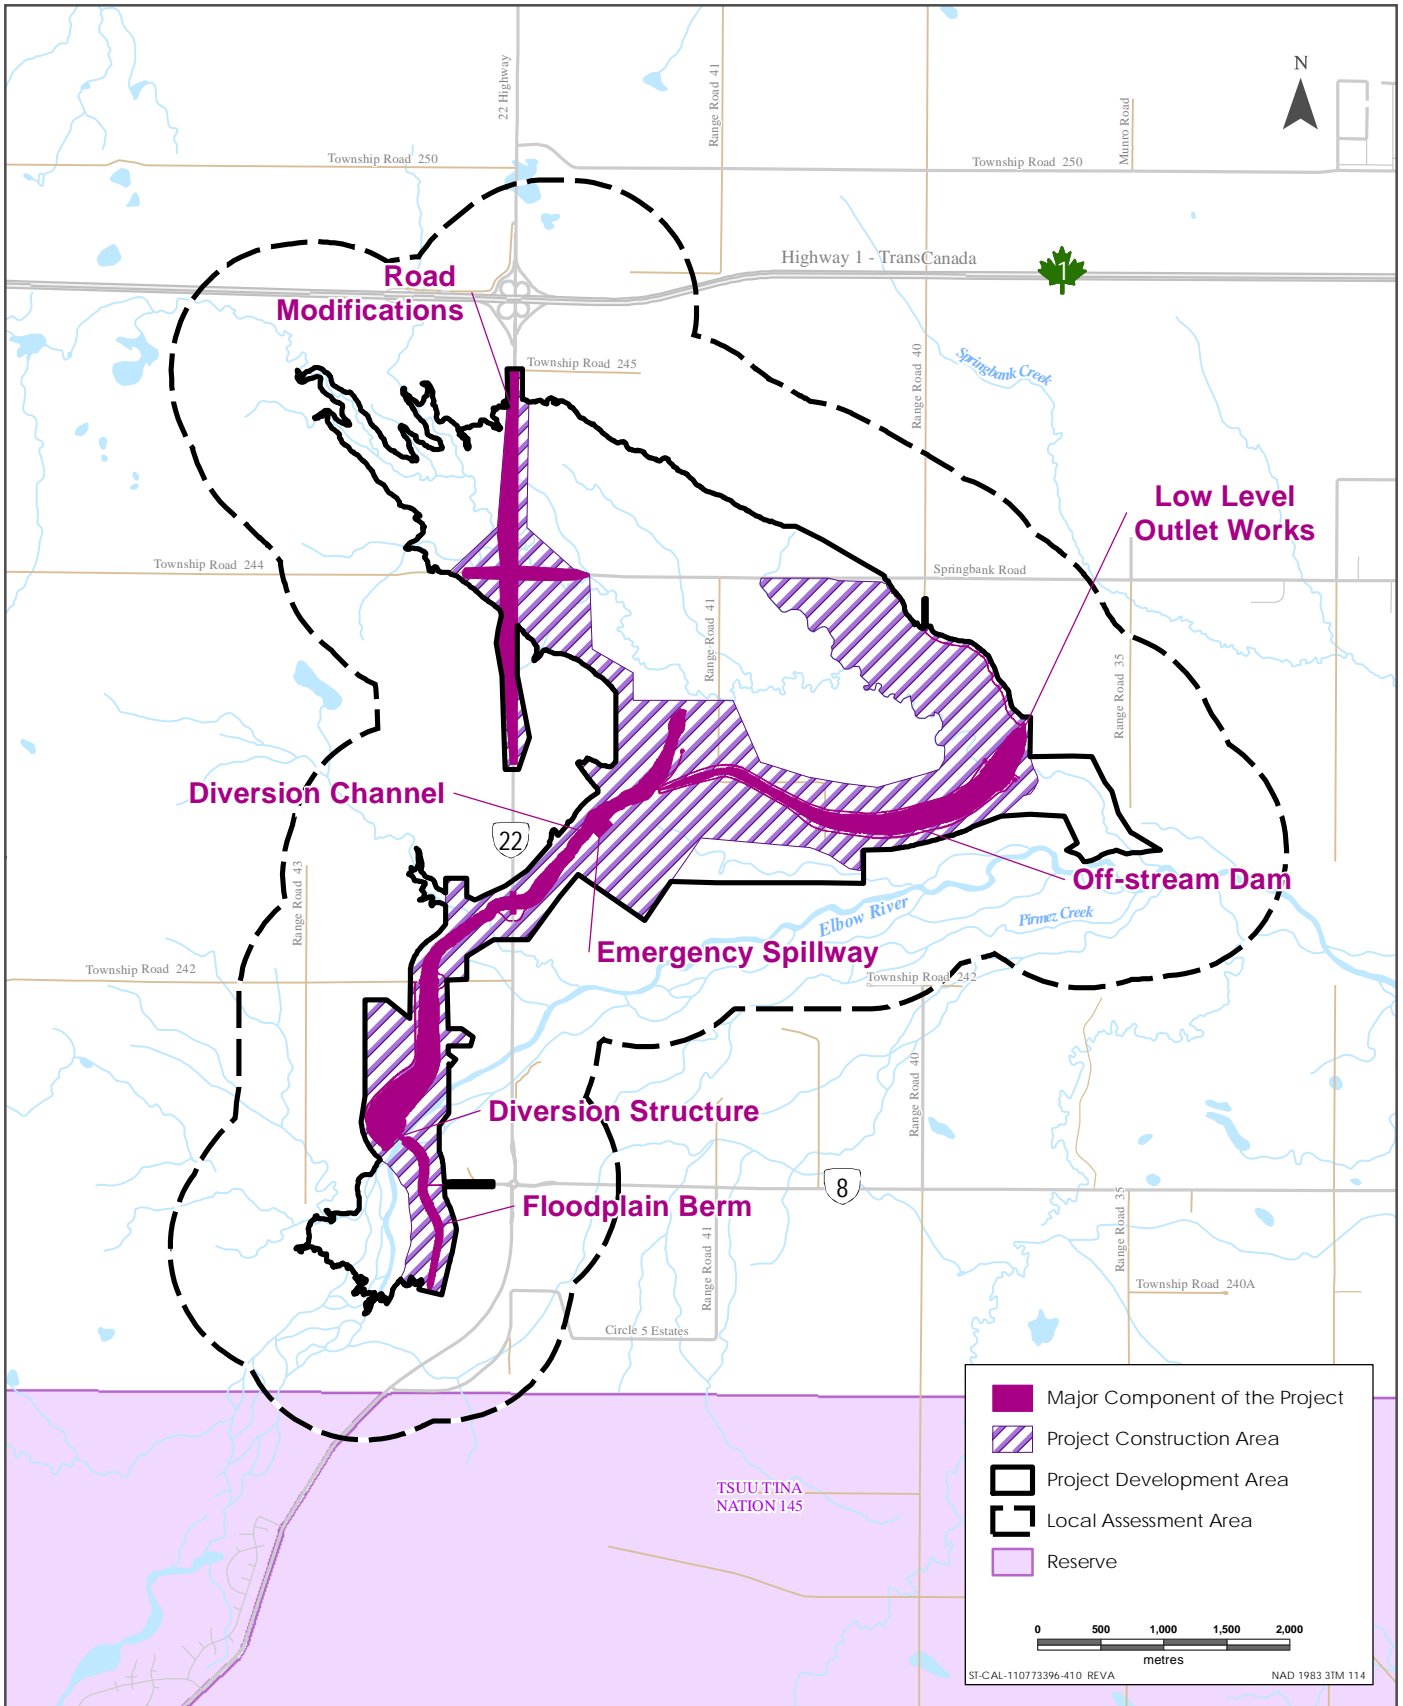 N
22 Highway
Range Road 41
Munro Road
Township Road 250
Township Road 250
Highway 1 - TransCanada
1
Road
Modifications
Township Road 245
Range Road 40
Springbank Creek
Low Level
Outlet Works
Township Road 244
Springbank Road
Range Road 41
Range Road 35
Diversion Channel
22
Range Road 43
Off-stream Dam
Elbow River
Pirmez Creek
Emergency Spillway
Township Road 242
Township Road 242
Range Road 40
Diversion Structure
8
Floodplain Berm
Range Road 41
Range Road 35
Township Road 240A
Circle 5 Estates
TSUU T'INA
NATION 145
Major Component of the Project
Project Construction Area
Project Development Area
Local Assessment Area
Reserve
0 500 1,000 1,500 2,000
metres
ST-CAL-110773396-410 REVA NAD 1983 3TM 114